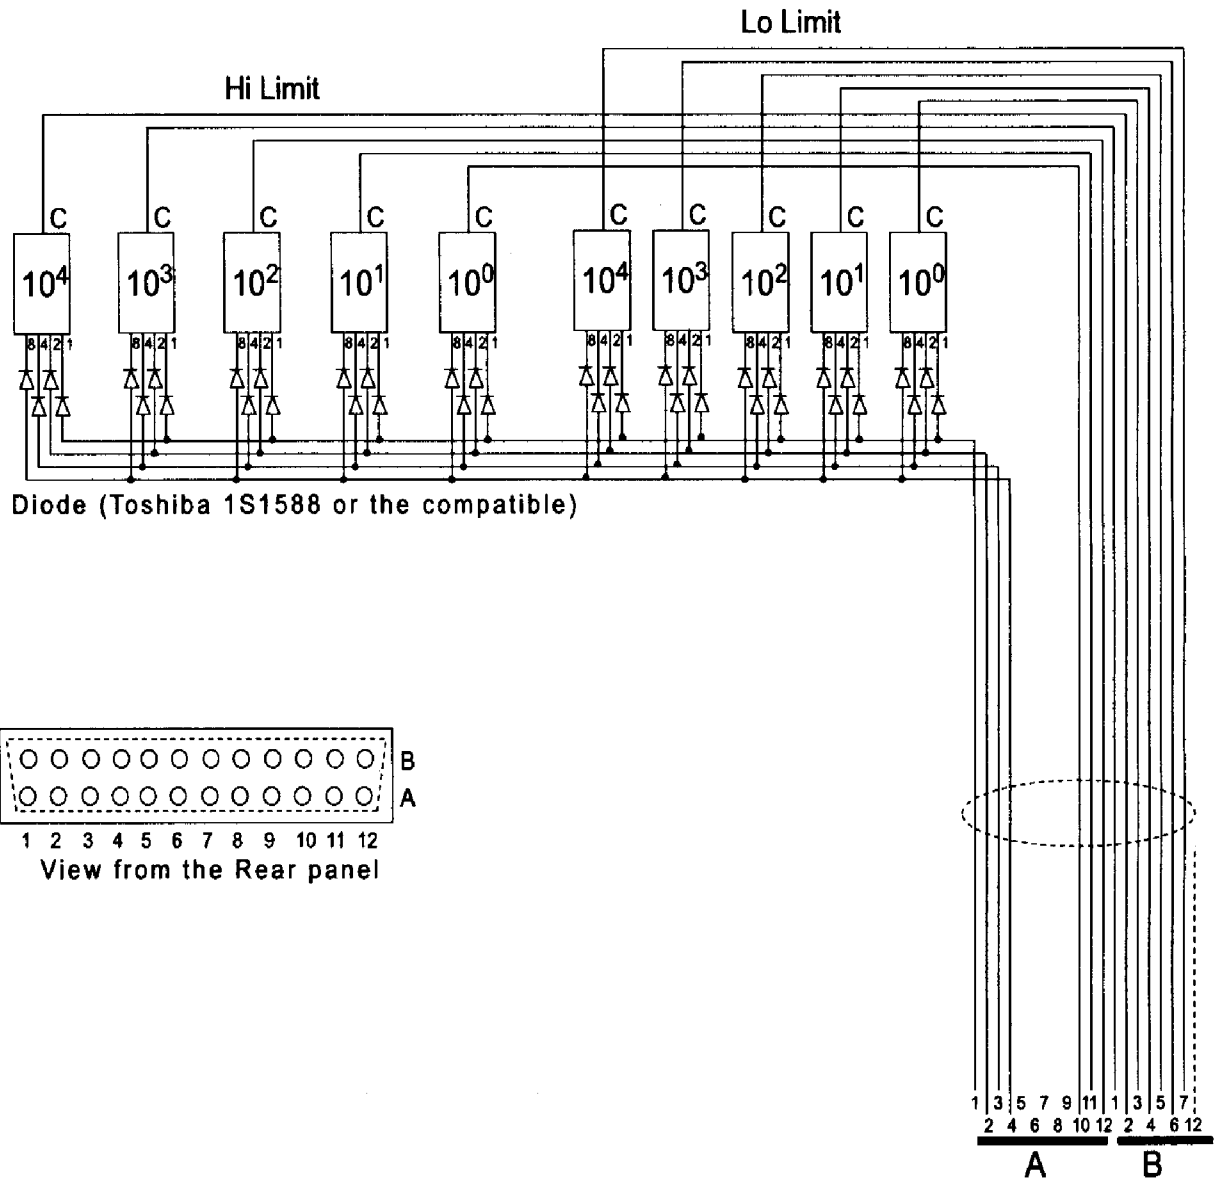 Lo Limit
Hi Limit
C C C C C C C C C C
10⁴ 10³ 10² 10¹ 10⁰ 10⁴ 10³ 10² 10¹ 10⁰
8 4 2 1 8 4 2 1 8 4 2 1 8 4 2 1 8 4 2 1 8 4 2 1 8 4 2 1 8 4 2 1 8 4 2 1 8 4 2 1
Diode (Toshiba 1S1588 or the compatible)
B
A
1 2 3 4 5 6 7 8 9 10 11 12
View from the Rear panel
1 3 5 7 9 11 1 3 5 7
2 4 6 8 10 12 2 4 6 12
A B